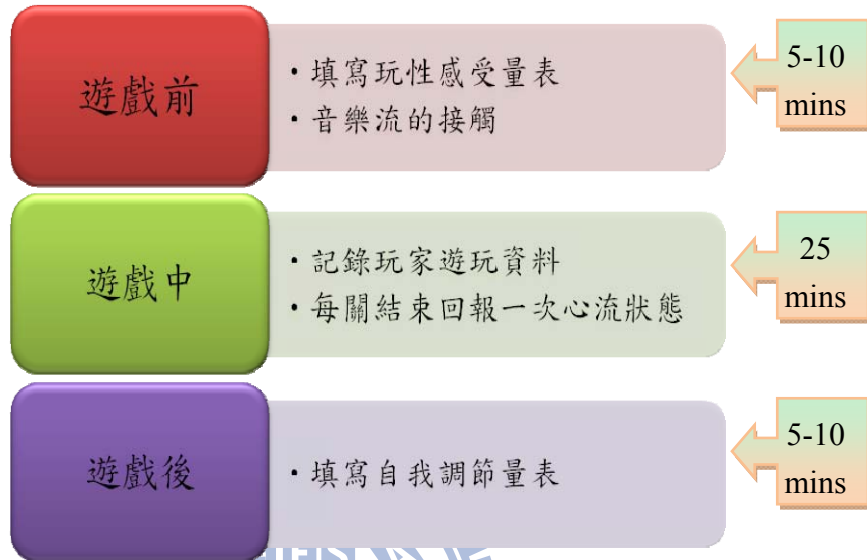 遊戲前
・填寫玩性感受量表
・音樂流的接觸
5-10
mins
遊戲中
・記錄玩家遊玩資料
・每關結束回報一次心流狀態
25
mins
遊戲後
・填寫自我調節量表
5-10
mins